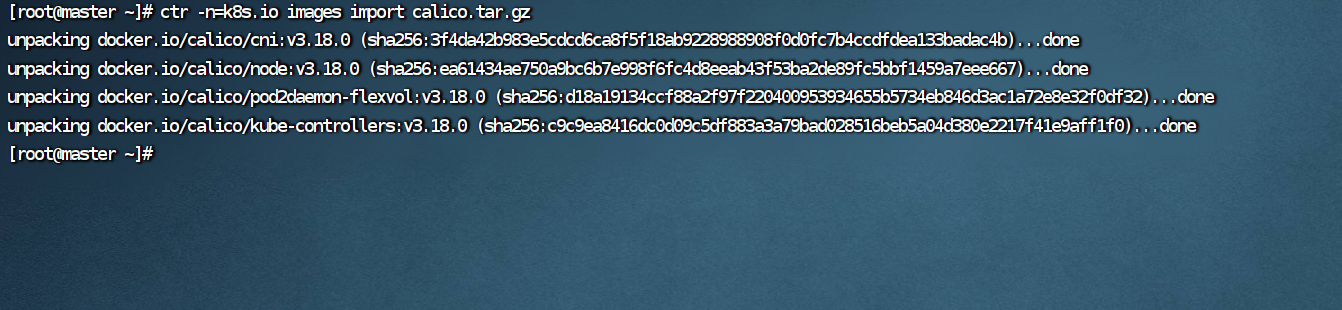 [root@master ~]# ctr -n=k8s.io images import calico.tar.gz
unpacking docker.io/calico/cni:v3.18.0 (sha256:3f4da42b983e5cdcd6ca8f5f18ab9228988908f0d0fc7b4ccdfdea133badac4b)...done
unpacking docker.io/calico/node:v3.18.0 (sha256:ea61434ae750a9bc6b7e998f6fc4d8eeab43f53ba2de89fc5bbf1459a7eee667)...done
unpacking docker.io/calico/pod2daemon-flexvol:v3.18.0 (sha256:d18a19134ccf88a2f97f220400953934655b5734eb846d3ac1a72e8e32f0df32)...done
unpacking docker.io/calico/kube-controllers:v3.18.0 (sha256:c9c9ea8416dc0d09c5df883a3a79bad028516beb5a04d380e2217f41e9aff1f0)...done
[root@master ~]#